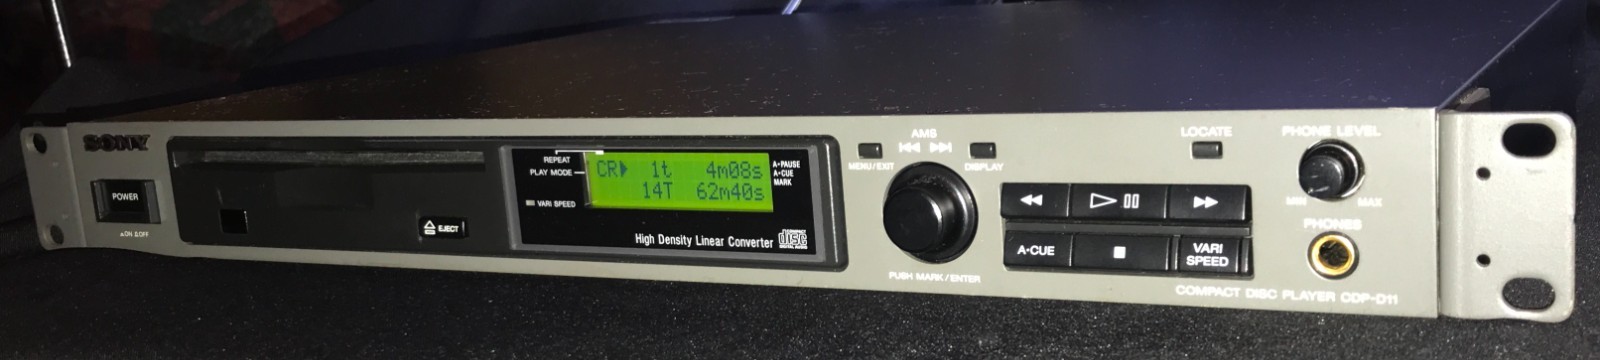 SONY
POWER
▲ON ▲OFF
EJECT
REPEAT
PLAY MODE
VARI SPEED
CR▶ 1t 4m08s
14T 62m40s
A•PAUSE
A•CUE
MARK
High Density Linear Converter
COMPACT
disc
DIGITAL AUDIO
AMS
MENU/EXIT
DISPLAY
PUSH MARK/ENTER
LOCATE
A•CUE
VARI
SPEED
PHONE LEVEL
MIN MAX
PHONES
COMPACT DISC PLAYER CDP-D11